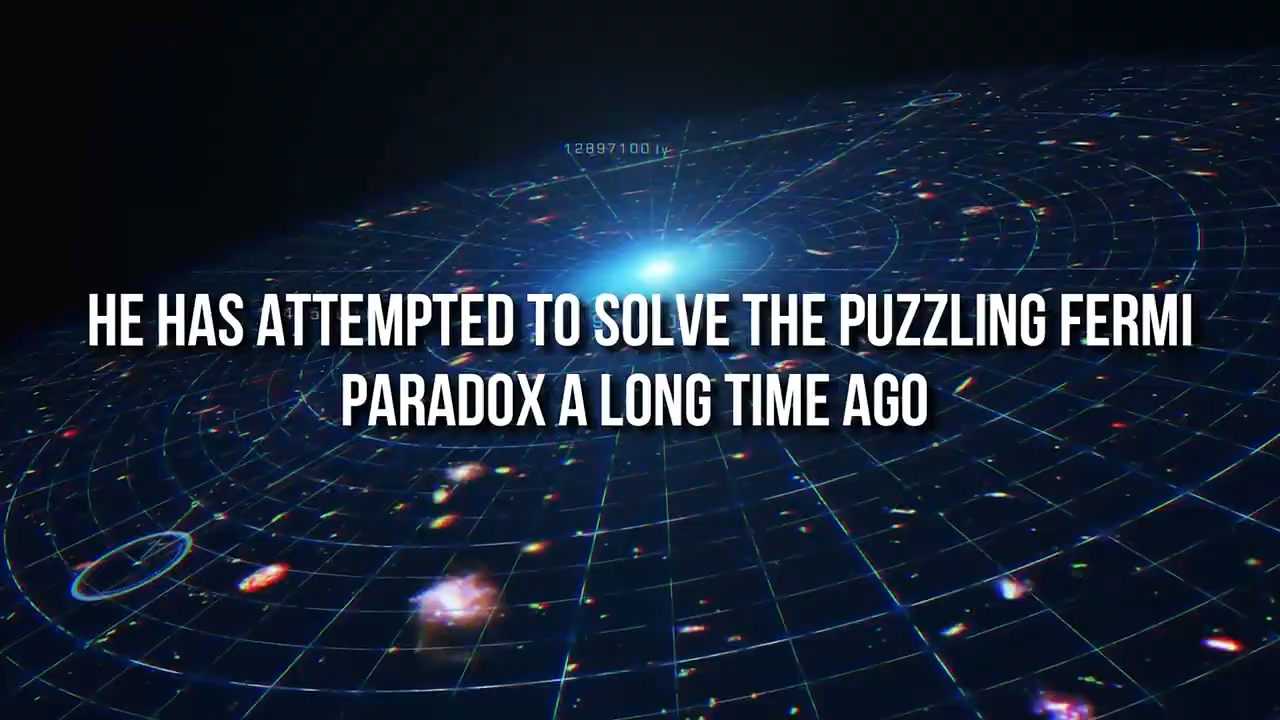 12897100 ly
HE HAS ATTEMPTED TO SOLVE THE PUZZLING FERMI
PARADOX A LONG TIME AGO